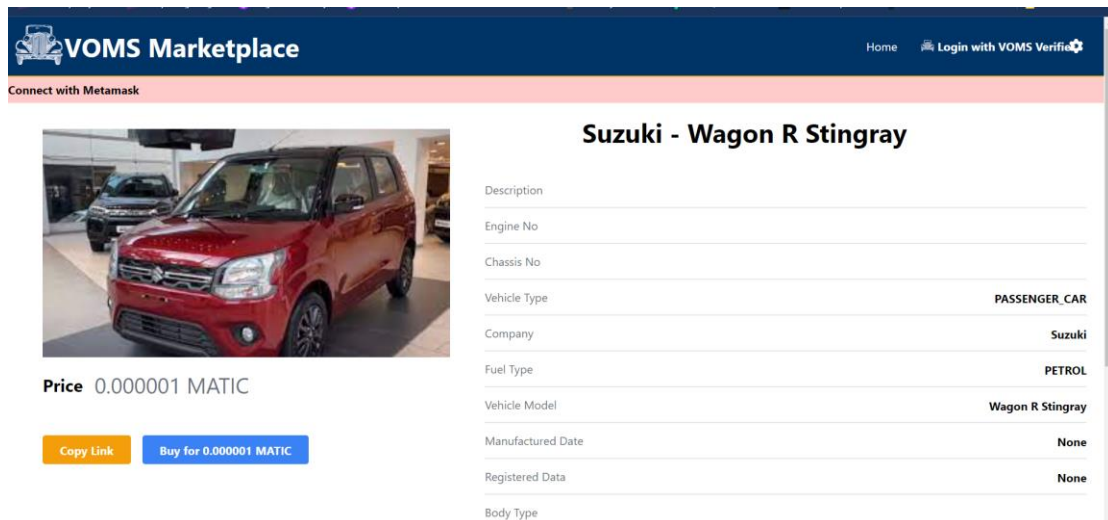 VOMS Marketplace
Home
Login with VOMS Verifie
Connect with Metamask
Suzuki - Wagon R Stingray
Description
Engine No
Chassis No
Vehicle Type PASSENGER_CAR
Company Suzuki
Fuel Type PETROL
Vehicle Model Wagon R Stingray
Manufactured Date None
Registered Data None
Body Type
Price 0.000001 MATIC
Copy Link
Buy for 0.000001 MATIC